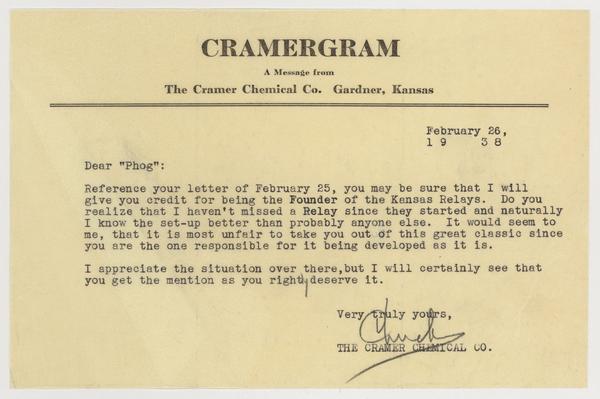 CRAMERGRAM
A Message from
The Cramer Chemical Co. Gardner, Kansas
February 26,
1 9 3 8
Dear "Phog":
Reference your letter of February 25, you may be sure that I will
give you credit for being the Founder of the Kansas Relays. Do you
realize that I haven't missed a Relay since they started and naturally
I know the set-up better than probably anyone else. It would seem to
me, that it is most unfair to take you out of this great classic since
you are the one responsible for it being developed as it is.
I appreciate the situation over there,but I will certainly see that
you get the mention as you rightly deserve it.
Very truly yours,
Chuck
THE CRAMER CHEMICAL CO.